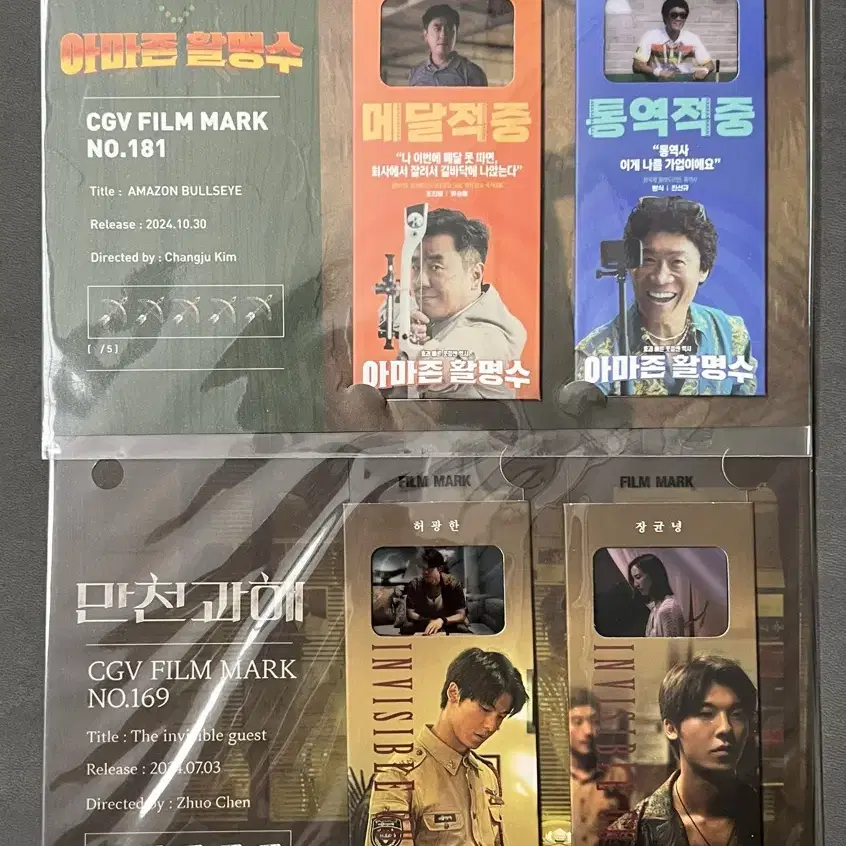 아마존 활명수
CGV FILM MARK
NO.181
Title : AMAZON BULLSEYE
Release : 2024.10.30
Directed by : Changju Kim
[ /5]
메달적중
“나 이번에 메달 못 따면,
회사에서 잘려서 길바닥에 나앉는다”
아마존 활명수
통역적중
“통역사
이게 나름 가업이에요”
빵식 | 진선규
아마존 활명수
만천과해
CGV FILM MARK
NO.169
Title : The invisible guest
Release : 2024.07.03
Directed by : Zhuo Chen
FILM MARK
허광한
INVISIBLE
FILM MARK
장균녕
INVISIBLE